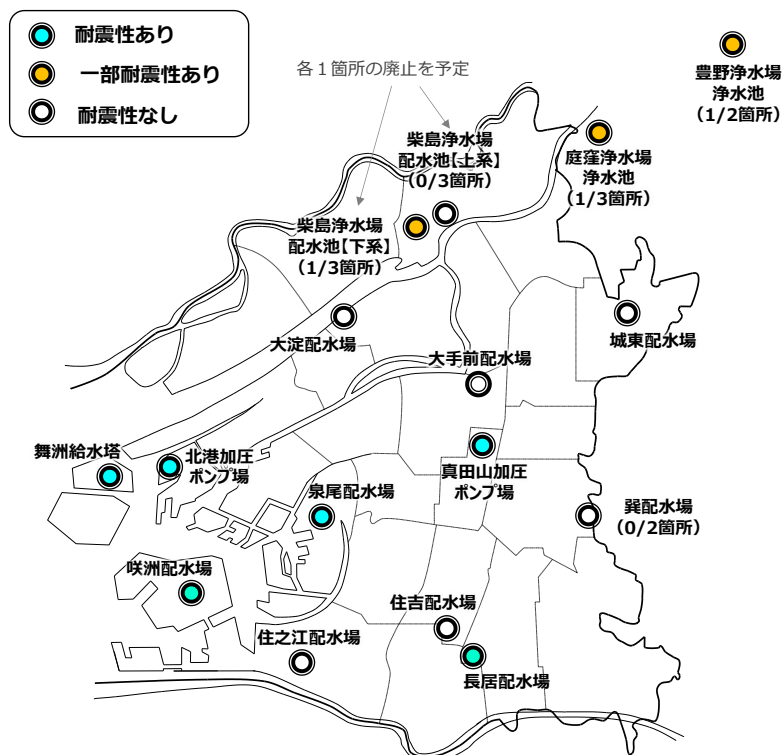 耐震性あり
一部耐震性あり
耐震性なし
各１箇所の廃止を予定
豊野浄水場
浄水池
(1/2箇所)
柴島浄水場
配水池【上系】
(0/3箇所)
庭窪浄水場
浄水池
(1/3箇所)
柴島浄水場
配水池【下系】
(1/3箇所)
大淀配水場
城東配水場
大手前配水場
舞洲給水塔
北港加圧
ポンプ場
真田山加圧
ポンプ場
泉尾配水場
巽配水場
(0/2箇所)
咲洲配水場
住吉配水場
住之江配水場
長居配水場